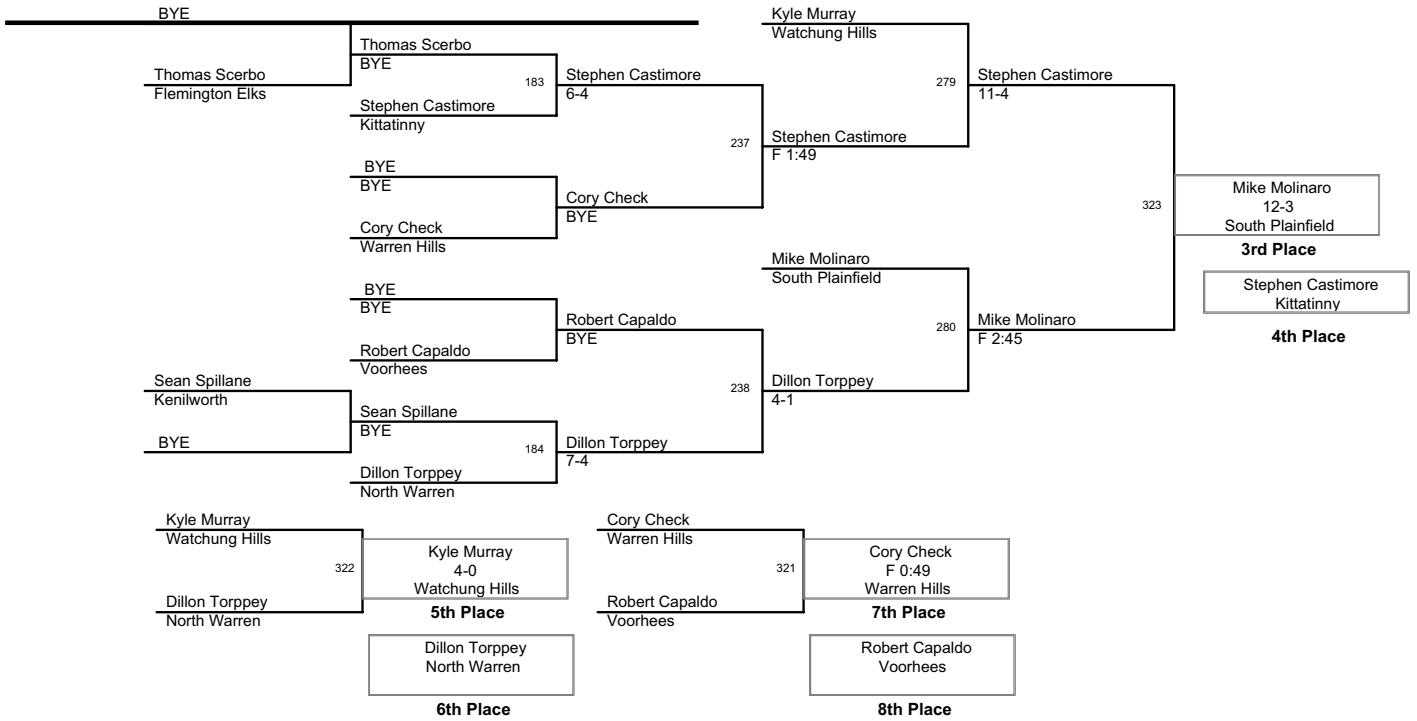 BYE
Thomas Scerbo
Flemington Elks
Thomas Scerbo
BYE
183
Stephen Castimore
Kittatinny
Stephen Castimore
6-4
BYE
BYE
Cory Check
Warren Hills
Cory Check
BYE
237
Stephen Castimore
F 1:49
Kyle Murray
Watchung Hills
279
Stephen Castimore
11-4
BYE
BYE
Robert Capaldo
Voorhees
Robert Capaldo
BYE
Sean Spillane
Kenilworth
BYE
Sean Spillane
BYE
184
Dillon Torppey
North Warren
Dillon Torppey
7-4
238
Dillon Torppey
4-1
Mike Molinaro
South Plainfield
280
Mike Molinaro
F 2:45
323
Mike Molinaro
12-3
South Plainfield
3rd Place
Stephen Castimore
Kittatinny
4th Place
Kyle Murray
Watchung Hills
322
Dillon Torppey
North Warren
Kyle Murray
4-0
Watchung Hills
5th Place
Dillon Torppey
North Warren
6th Place
Cory Check
Warren Hills
321
Robert Capaldo
Voorhees
Cory Check
F 0:49
Warren Hills
7th Place
Robert Capaldo
Voorhees
8th Place